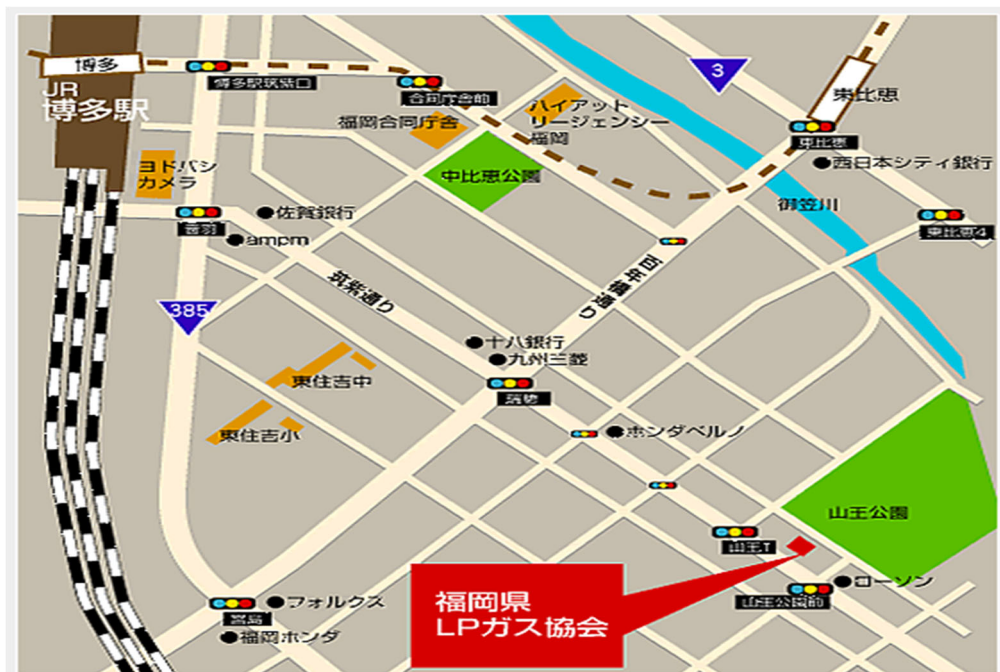 博多
JR
博多駅
博多駅筑紫口
合同庁舎前
福岡合同庁舎
ハイアット
リージェンシー
福岡
3
東比恵
東比恵
西日本シティ銀行
ヨドバシ
カメラ
中比恵公園
御笠川
東比恵4
音羽
佐賀銀行
ampm
筑紫通り
百年橋通り
385
十八銀行
九州三菱
瑞穂
東住吉中
東住吉小
ホンダベルノ
山王公園
山王1
ローソン
山王公園前
福岡県
LPガス協会
フォルクス
宮島
福岡ホンダ